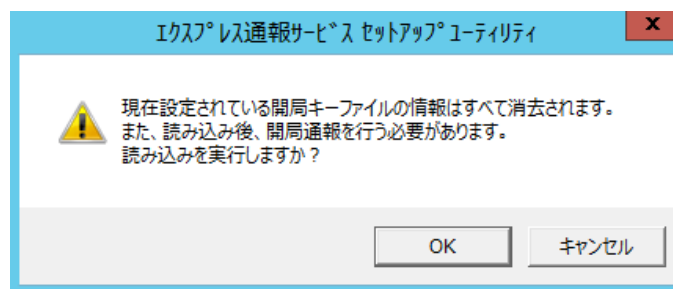 ｴｸｽﾌﾟﾚｽ通報ｻｰﾋﾞｽ ｾｯﾄｱｯﾌﾟﾕｰﾃｨﾘﾃｨ
x
現在設定されている開局キーファイルの情報はすべて消去されます。
また、読み込み後、開局通報を行う必要があります。
読み込みを実行しますか？
OK キャンセル